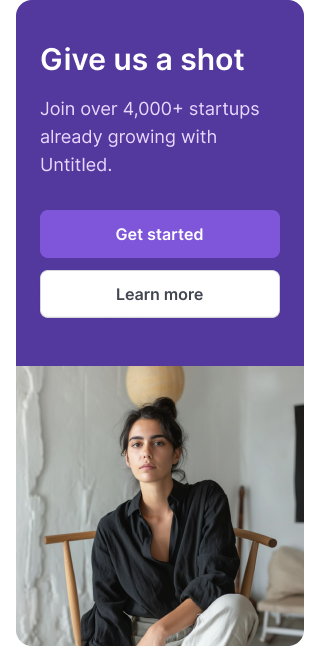 Give us a shot
Join over 4,000+ startups
already growing with
Untitled.
Get started
Learn more